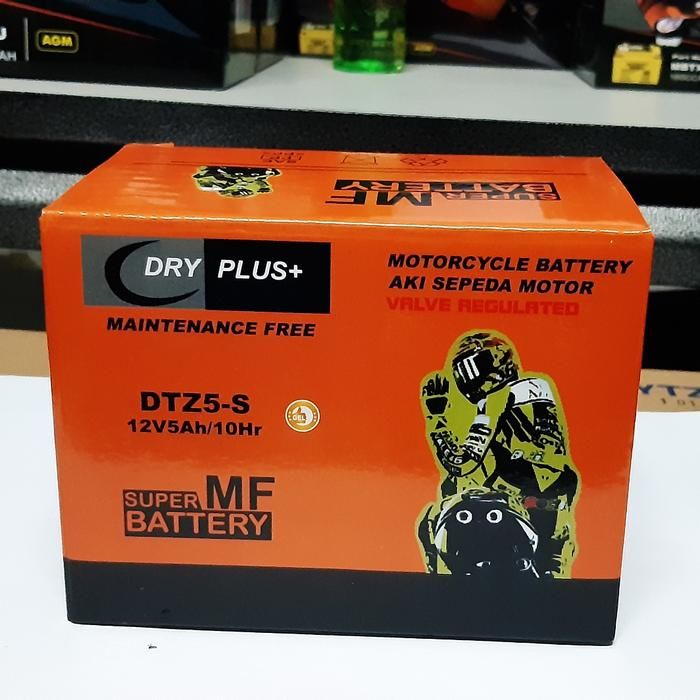 AGM
SUPER MF
BATTERY
DRY PLUS+
MAINTENANCE FREE
MOTORCYCLE BATTERY
AKI SEPEDA MOTOR
VALVE REGULATED
DTZ5-S
12V5Ah/10Hr
GEL
SUPER MF
BATTERY